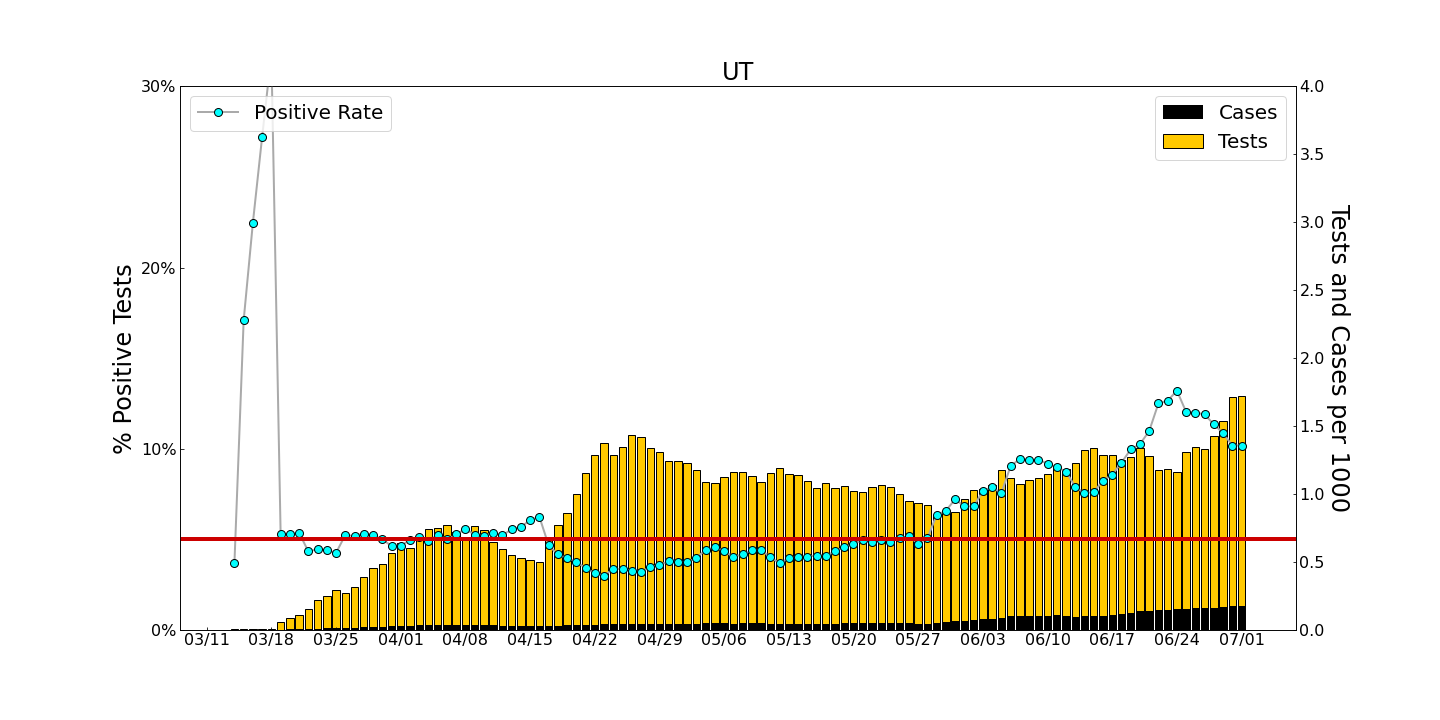 UT
Positive Rate
Cases
Tests
% Positive Tests
30%
20%
10%
0%
4.0
3.5
3.0
2.5
2.0
1.5
1.0
0.5
0.0
Tests and Cases per 1000
03/11 03/18 03/25 04/01 04/08 04/15 04/22 04/29 05/06 05/13 05/20 05/27 06/03 06/10 06/17 06/24 07/01